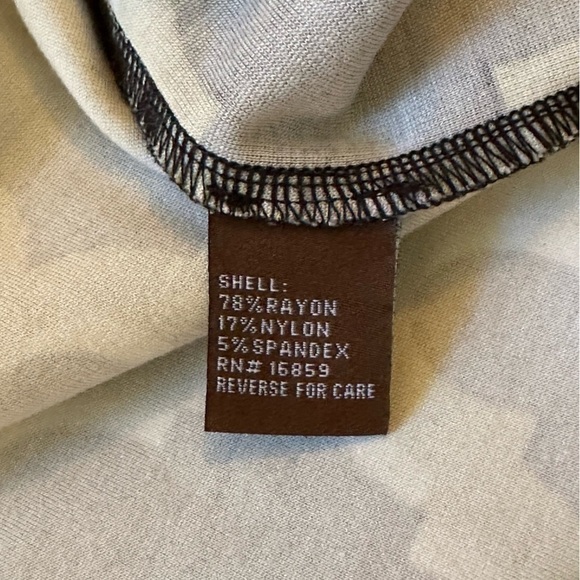 SHELL:
78%RAYON
17%NYLON
5%SPANDEX
RN# 16859
REVERSE FOR CARE